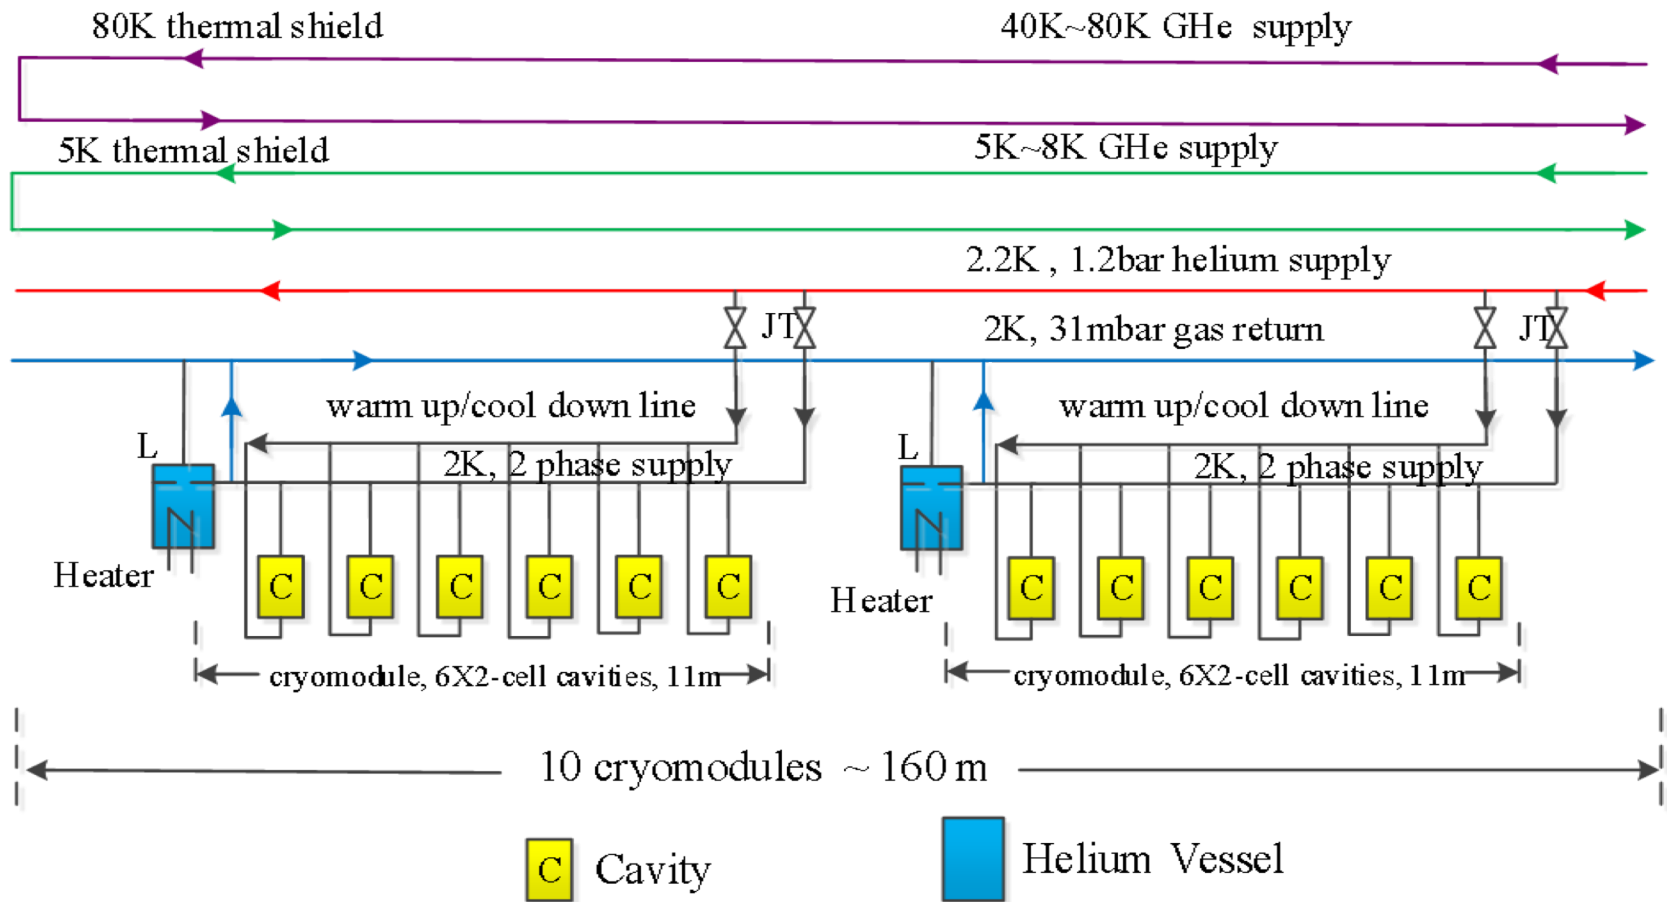 80K thermal shield
40K~80K GHe supply
5K thermal shield
5K~8K GHe supply
2.2K , 1.2bar helium supply
JT
2K, 31mbar gas return
JT
warm up/cool down line
warm up/cool down line
L
2K, 2 phase supply
L
2K, 2 phase supply
Heater
C
C
C
C
C
C
Heater
C
C
C
C
C
C
cryomodule, 6X2-cell cavities, 11m
cryomodule, 6X2-cell cavities, 11m
10 cryomodules ~ 160 m
C
Cavity
Helium Vessel